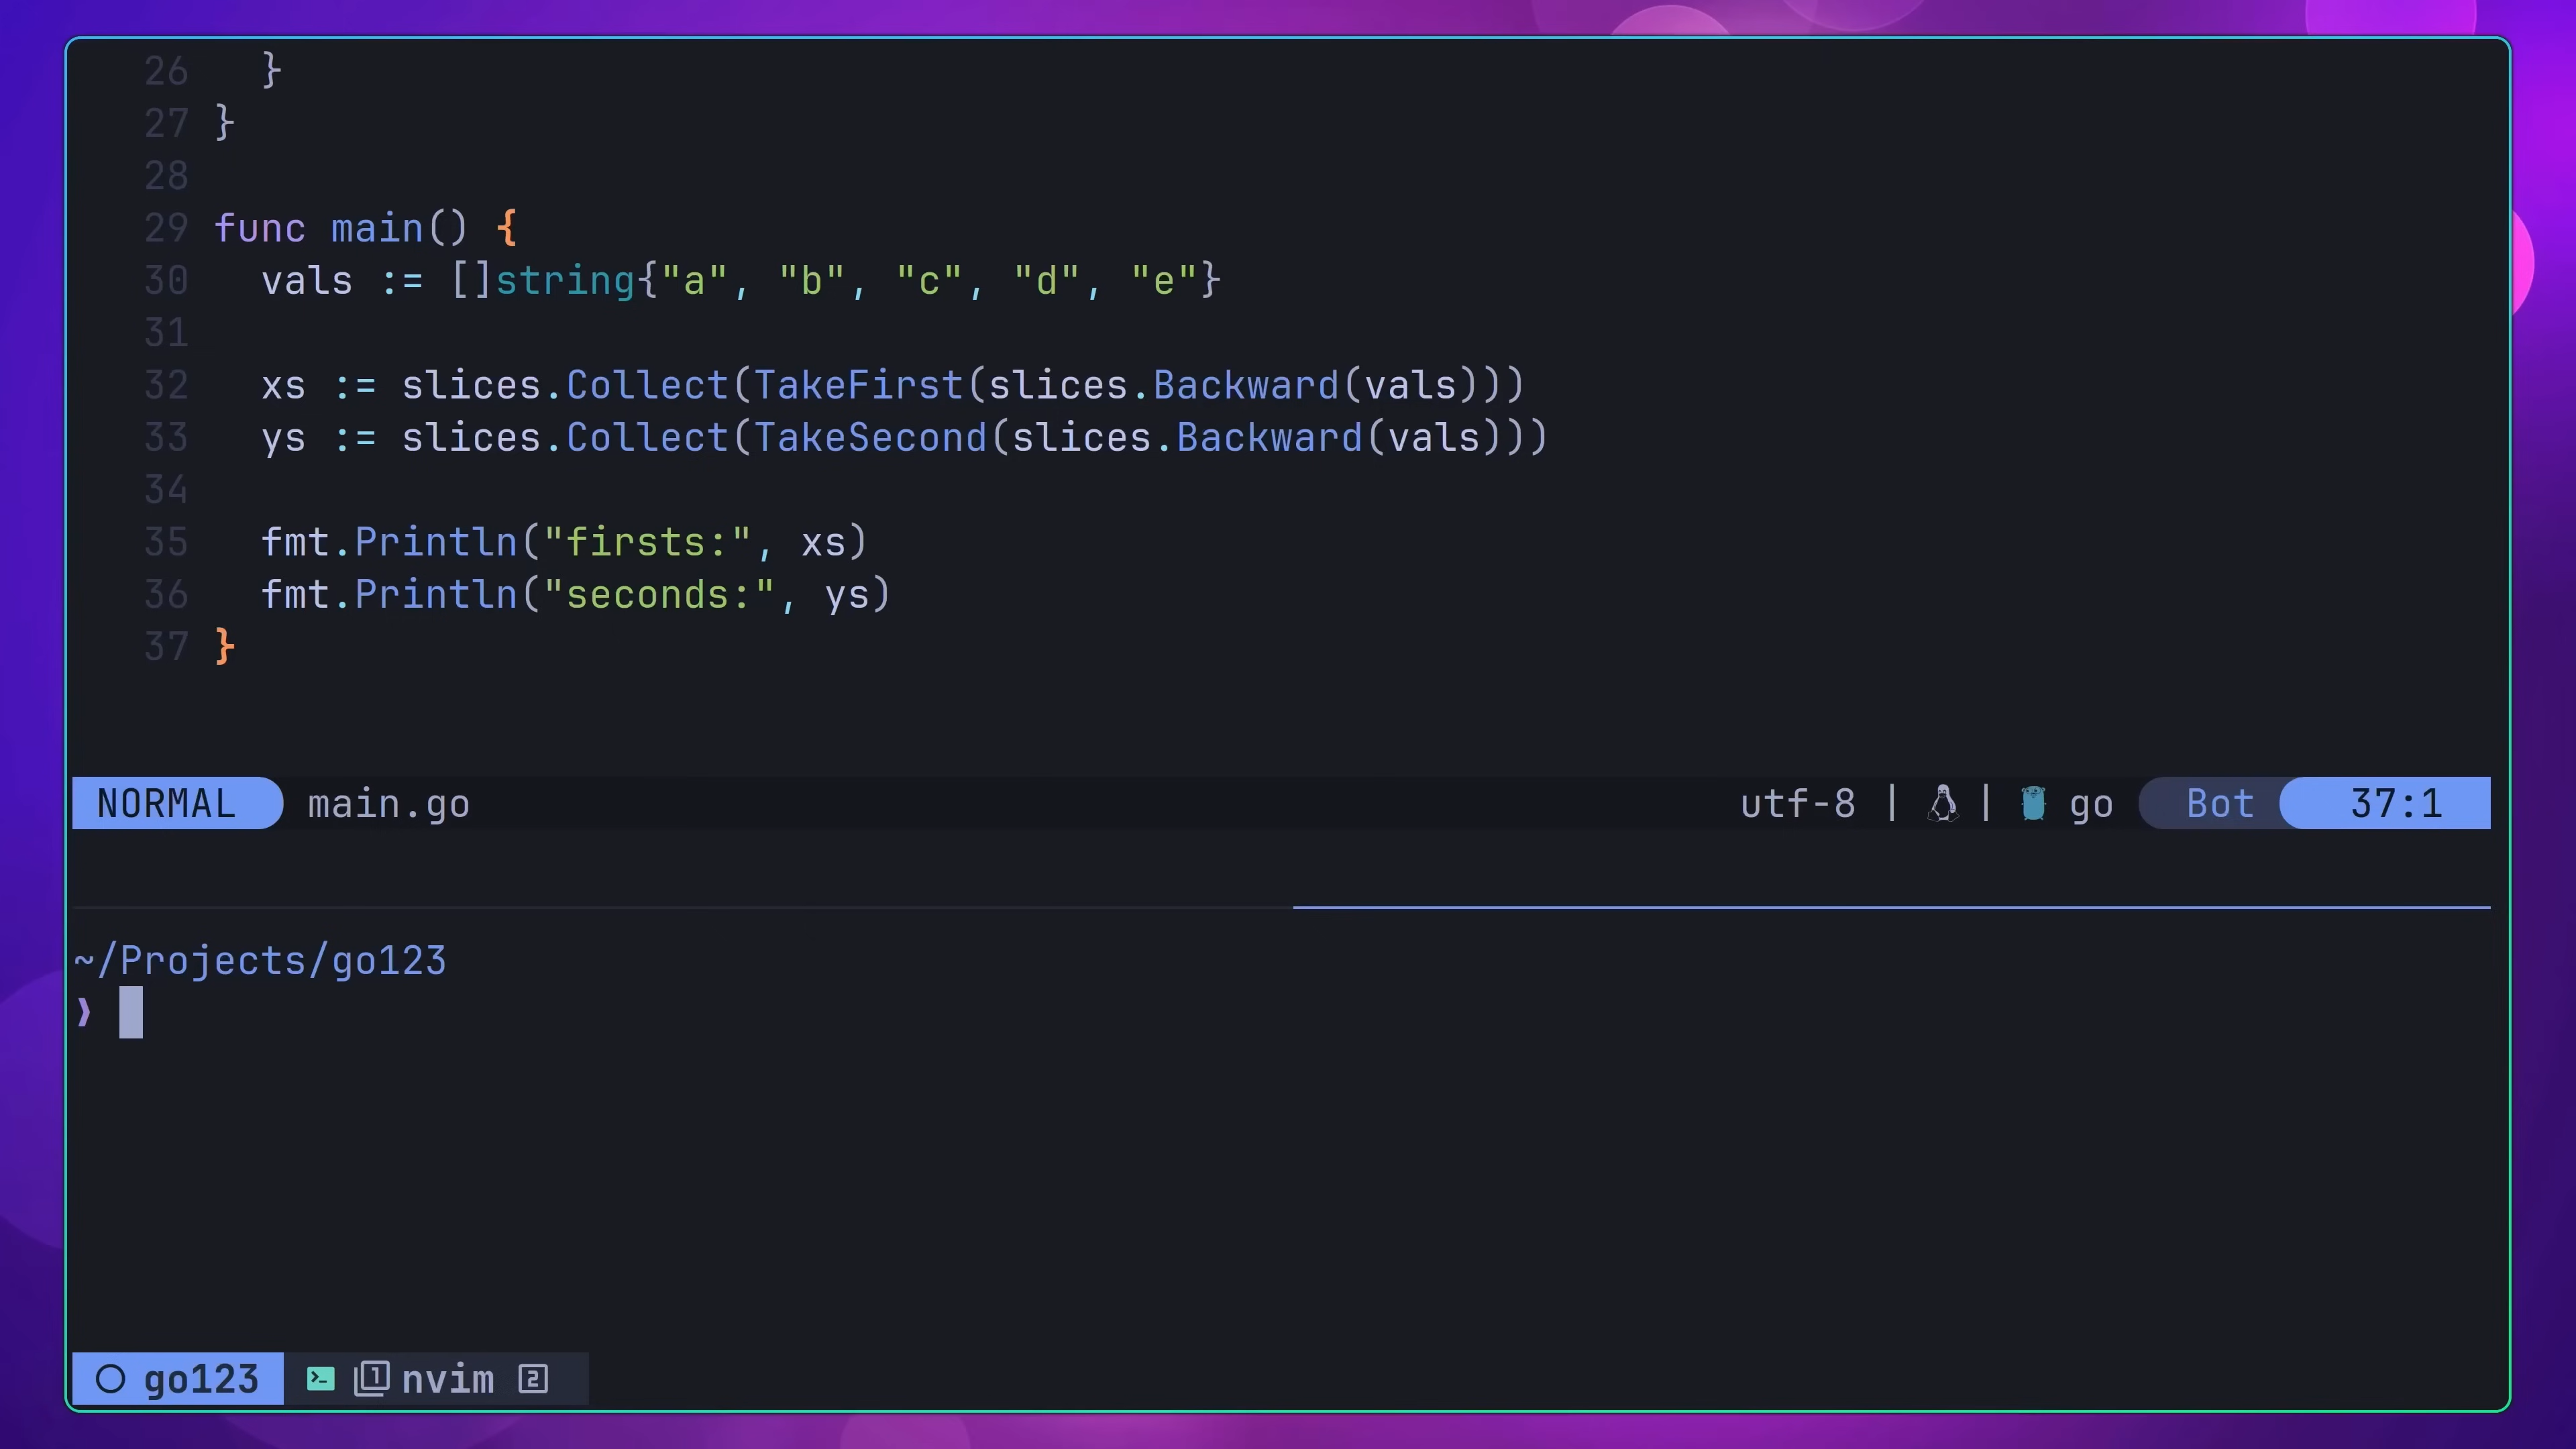 26   }
27 }
28
29 func main() {
30   vals := []string{"a", "b", "c", "d", "e"}
31
32   xs := slices.Collect(TakeFirst(slices.Backward(vals)))
33   ys := slices.Collect(TakeSecond(slices.Backward(vals)))
34
35   fmt.Println("firsts:", xs)
36   fmt.Println("seconds:", ys)
37 }
NORMAL main.go utf-8 | | go Bot 37:1
~/Projects/go123
❯
go123 1 nvim 2